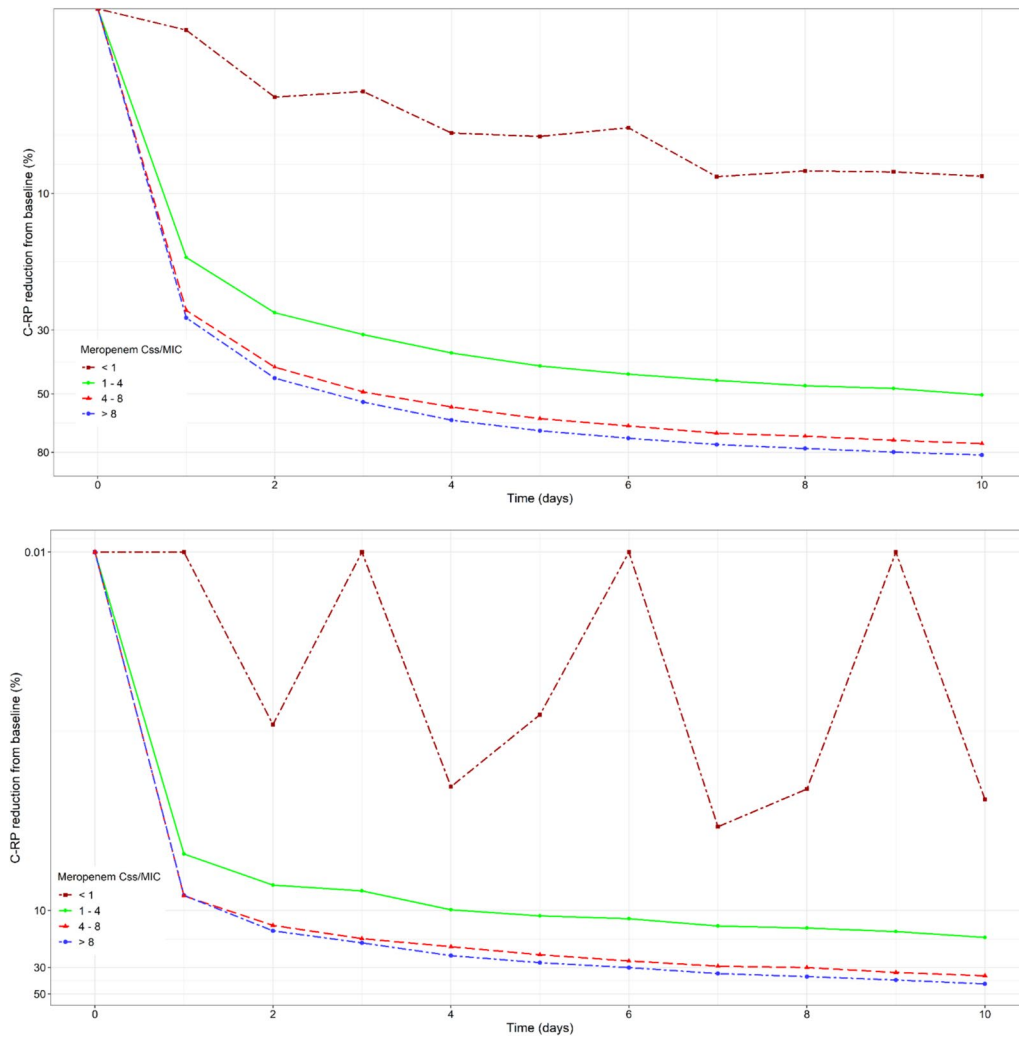 C-RP reduction from baseline (%)
10
30
50
80
Meropenem Css/MIC
< 1
1 - 4
4 - 8
> 8
0
2
4
6
8
10
Time (days)
C-RP reduction from baseline (%)
0.01
10
30
50
Meropenem Css/MIC
< 1
1 - 4
4 - 8
> 8
0
2
4
6
8
10
Time (days)